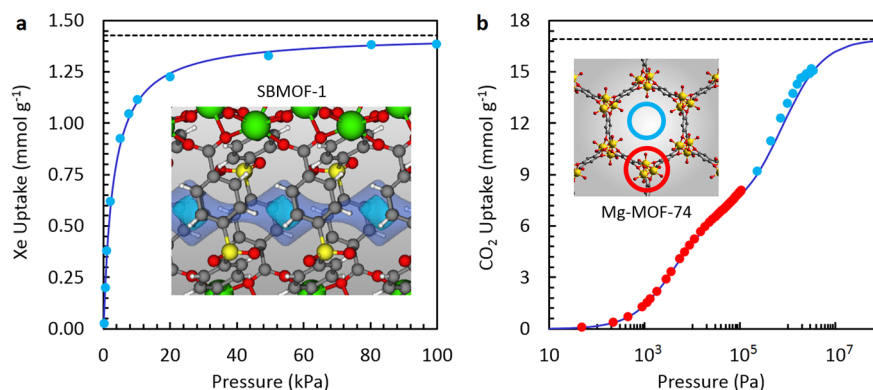 a
1.50
1.25
1.00
0.75
0.50
0.25
0.00
Xe Uptake (mmol g⁻¹)
SBMOF-1
0 20 40 60 80 100
Pressure (kPa)
b
18
15
12
9
6
3
0
CO₂ Uptake (mmol g⁻¹)
Mg-MOF-74
10 10³ 10⁵ 10⁷
Pressure (Pa)